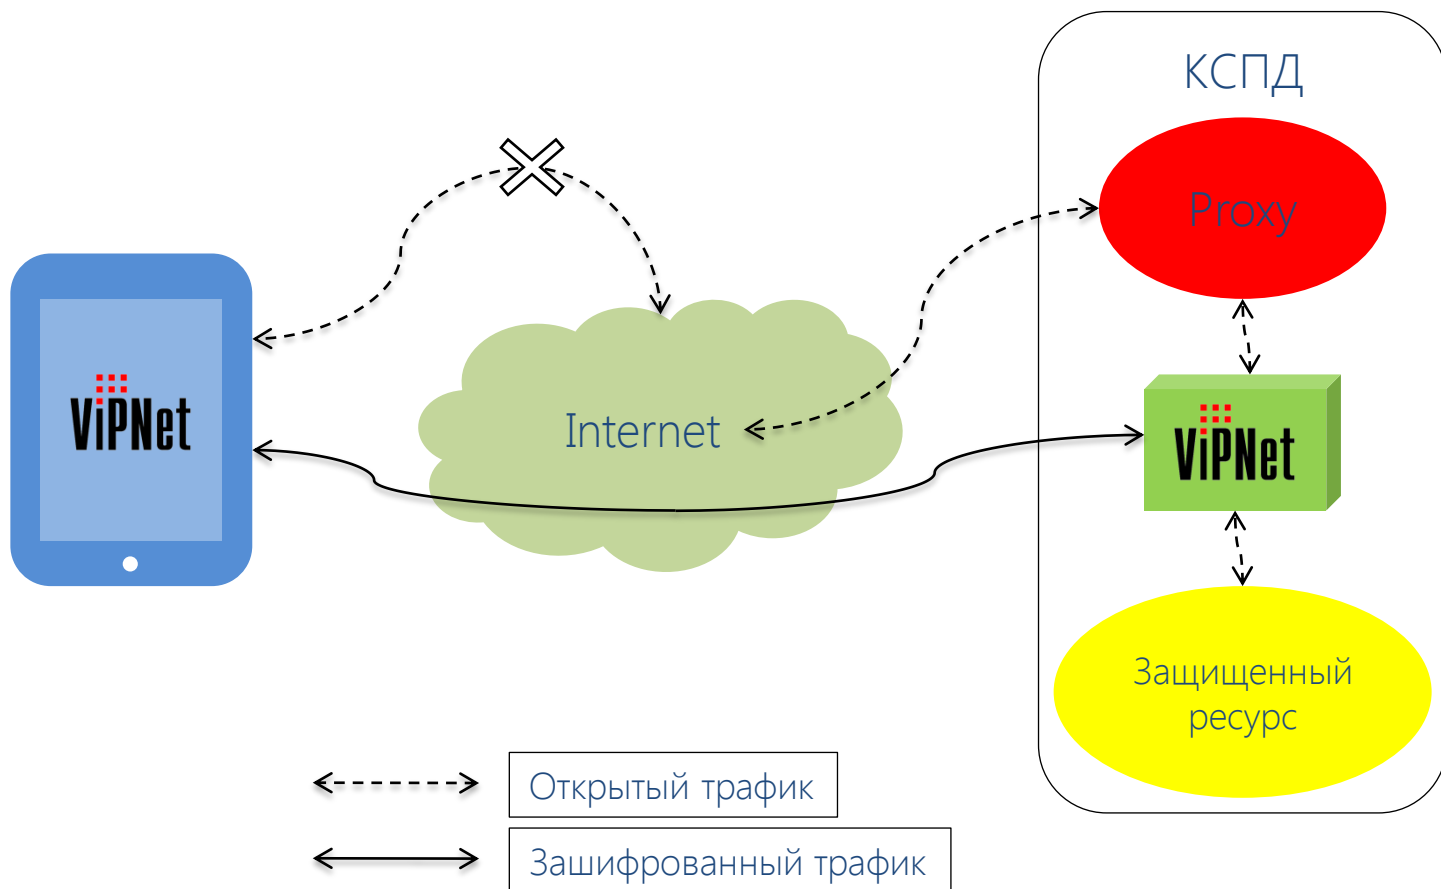 КСПД
Proxy
ViPNet
Internet
ViPNet
Защищенный
ресурс
Открытый трафик
Зашифрованный трафик